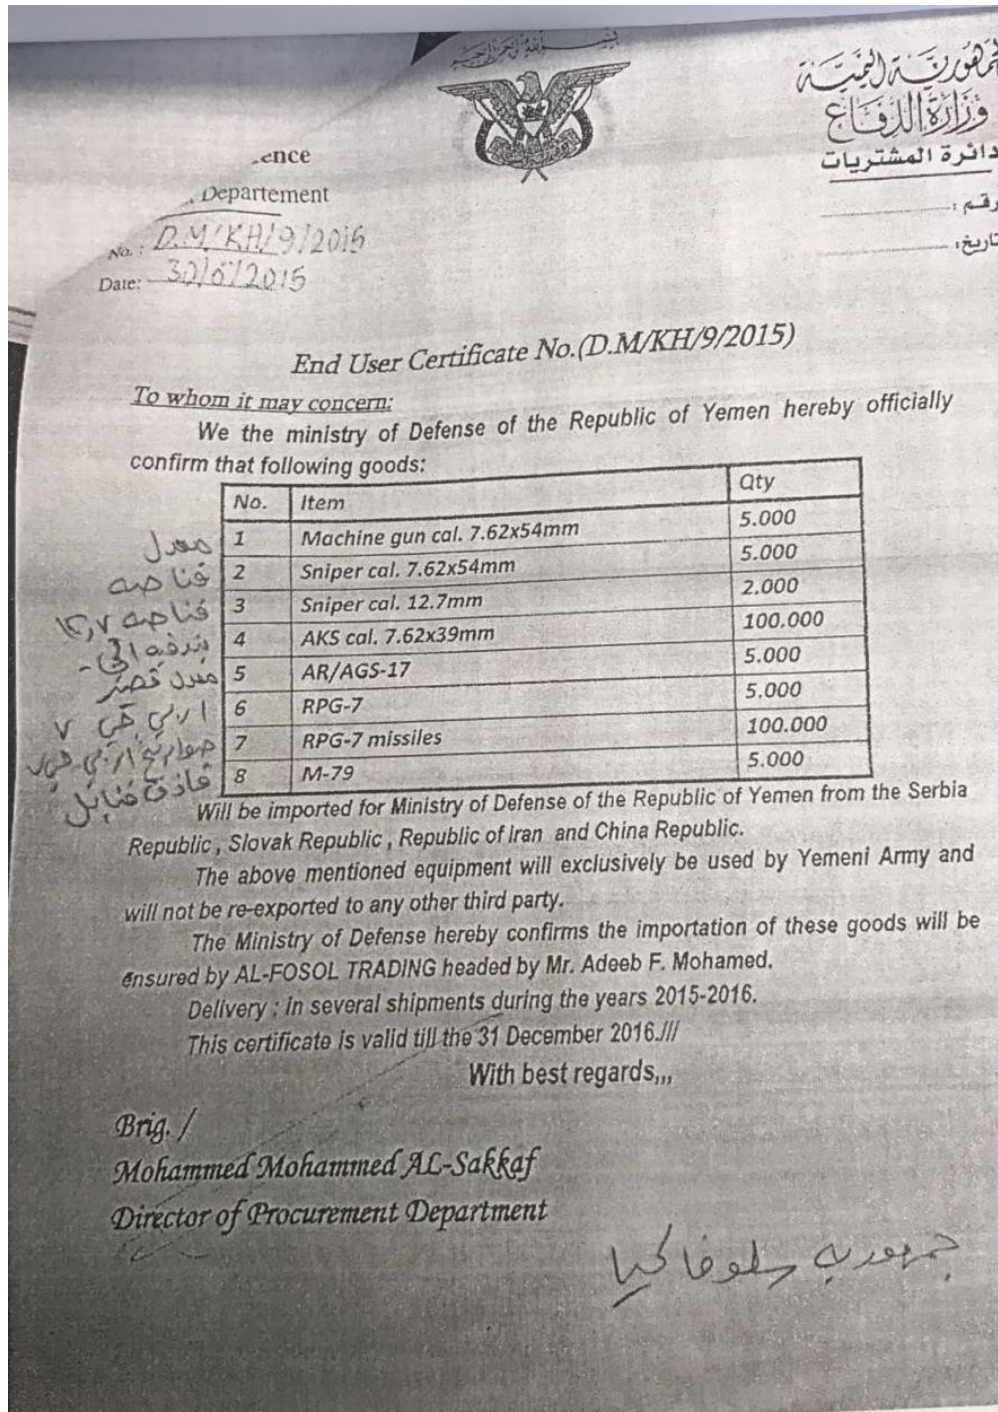 بسم الله الرحمن الرحيم
الجمهورية اليمنية
وزارة الدفاع
دائرة المشتريات
رقم :
تاريخ:
ence
Departement
No. : D.M/KH/9/2015
Date: 30/5/2015
End User Certificate No.(D.M/KH/9/2015)
To whom it may concern:
We the ministry of Defense of the Republic of Yemen hereby officially
confirm that following goods:
No. Item Qty
1 Machine gun cal. 7.62x54mm 5.000 معدل
2 Sniper cal. 7.62x54mm 5.000 قناصه
3 Sniper cal. 12.7mm 2.000 قناصه ١٢,٧
4 AKS cal. 7.62x39mm 100.000 بندقيه الي
5 AR/AGS-17 5.000 معدل قصير
6 RPG-7 5.000 ار بي جي ٧
7 RPG-7 missiles 100.000 صواريخ ار بي جي ٧
8 M-79 5.000 قاذف قنابل
Will be imported for Ministry of Defense of the Republic of Yemen from the Serbia
Republic , Slovak Republic , Republic of Iran and China Republic.
The above mentioned equipment will exclusively be used by Yemeni Army and
will not be re-exported to any other third party.
The Ministry of Defense hereby confirms the importation of these goods will be
ensured by AL-FOSOL TRADING headed by Mr. Adeeb F. Mohamed.
Delivery : in several shipments during the years 2015-2016.
This certificate is valid till the 31 December 2016.///
With best regards,,,
Brig. /
Mohammed Mohammed AL-Sakkaf
Director of Procurement Department
جمهورية سلوفاكيا